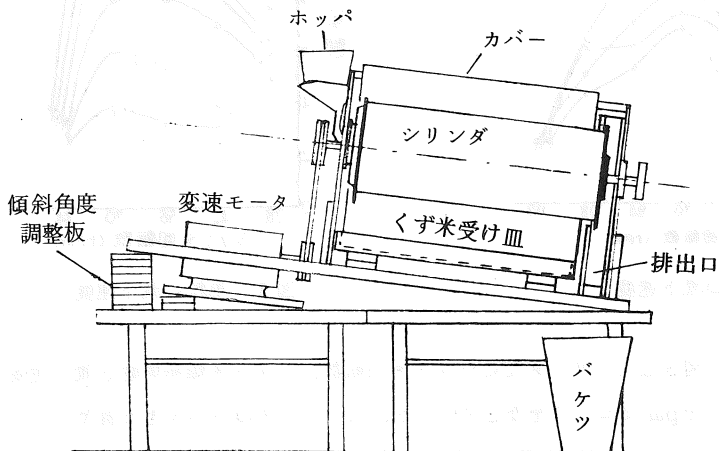 ホッパ
カバー
シリンダ
傾斜角度
調整板
変速モータ
くず米受け皿
排出口
バケツ